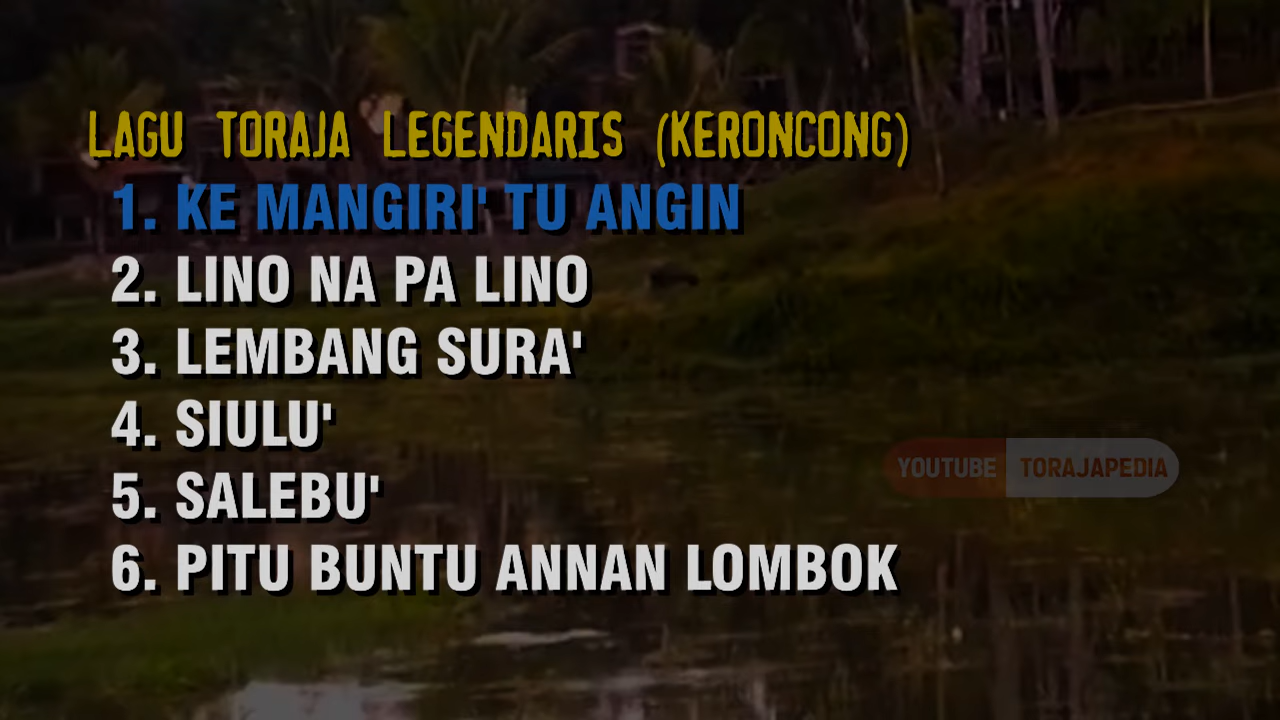 LAGU TORAJA LEGENDARIS (KERONCONG)
1. KE MANGIRI' TU ANGIN
2. LINO NA PA LINO
3. LEMBANG SURA'
4. SIULU'
5. SALEBU'
6. PITU BUNTU ANNAN LOMBOK
YOUTUBE TORAJAPEDIA